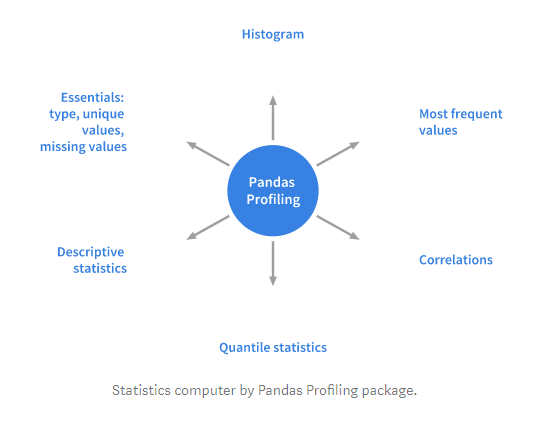 Histogram
Essentials:
type, unique
values,
missing values
Most frequent
values
Pandas
Profiling
Descriptive
statistics
Correlations
Quantile statistics
Statistics computer by Pandas Profiling package.